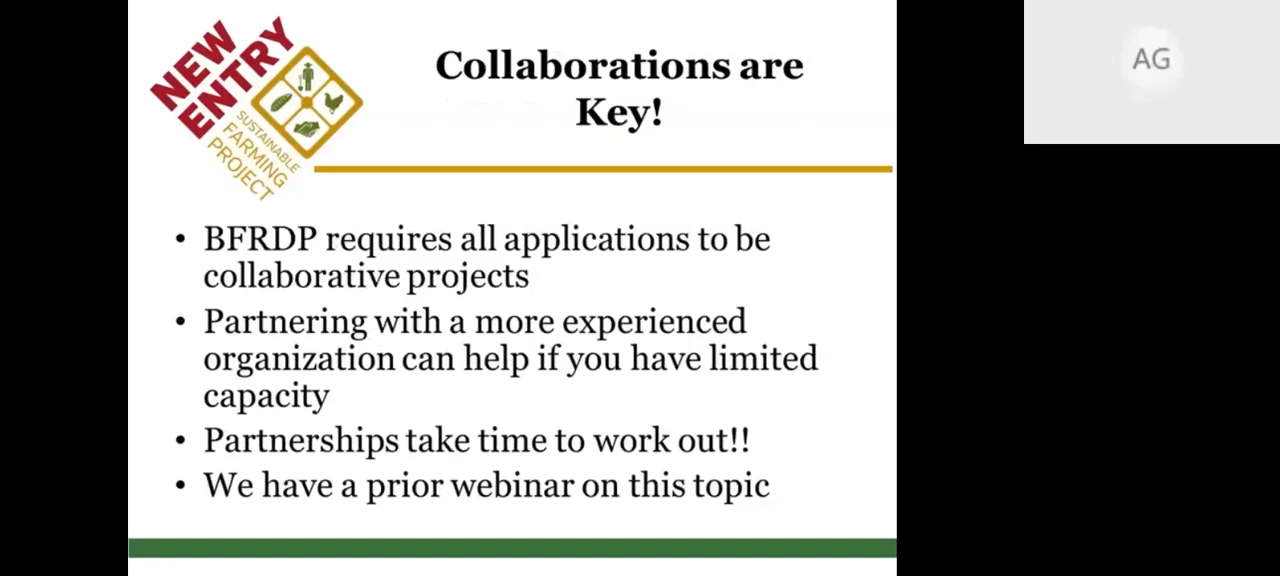 NEW
ENTRY
SUSTAINABLE
FARMING
PROJECT
Collaborations are
Key!
• BFRDP requires all applications to be
collaborative projects
• Partnering with a more experienced
organization can help if you have limited
capacity
• Partnerships take time to work out!!
• We have a prior webinar on this topic
AG